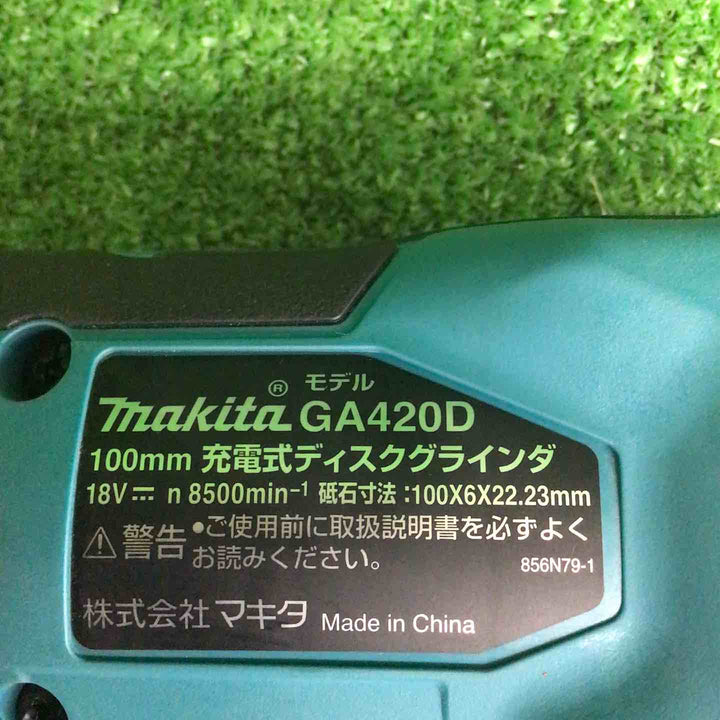 モデル
makita® GA420D
100mm 充電式ディスクグラインダ
18V⎓ n 8500min⁻¹ 砥石寸法：100X6X22.23mm
⚠警告 •ご使用前に取扱説明書を必ずよく
お読みください。 856N79-1
株式会社 マキタ Made in China